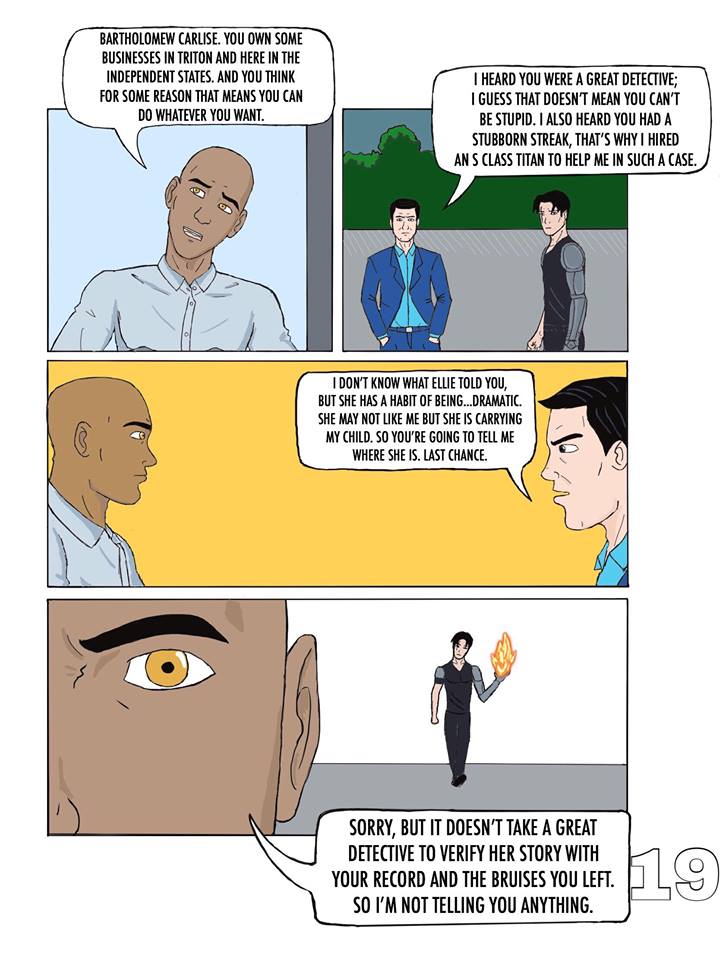 BARTHOLOMEW CARLISE. YOU OWN SOME
BUSINESSES IN TRITON AND HERE IN THE
INDEPENDENT STATES. AND YOU THINK
FOR SOME REASON THAT MEANS YOU CAN
DO WHATEVER YOU WANT.
I HEARD YOU WERE A GREAT DETECTIVE;
I GUESS THAT DOESN'T MEAN YOU CAN'T
BE STUPID. I ALSO HEARD YOU HAD A
STUBBORN STREAK, THAT'S WHY I HIRED
AN S CLASS TITAN TO HELP ME IN SUCH A CASE.
I DON'T KNOW WHAT ELLIE TOLD YOU,
BUT SHE HAS A HABIT OF BEING...DRAMATIC.
SHE MAY NOT LIKE ME BUT SHE IS CARRYING
MY CHILD. SO YOU'RE GOING TO TELL ME
WHERE SHE IS. LAST CHANCE.
SORRY, BUT IT DOESN'T TAKE A GREAT
DETECTIVE TO VERIFY HER STORY WITH
YOUR RECORD AND THE BRUISES YOU LEFT.
SO I'M NOT TELLING YOU ANYTHING.
19